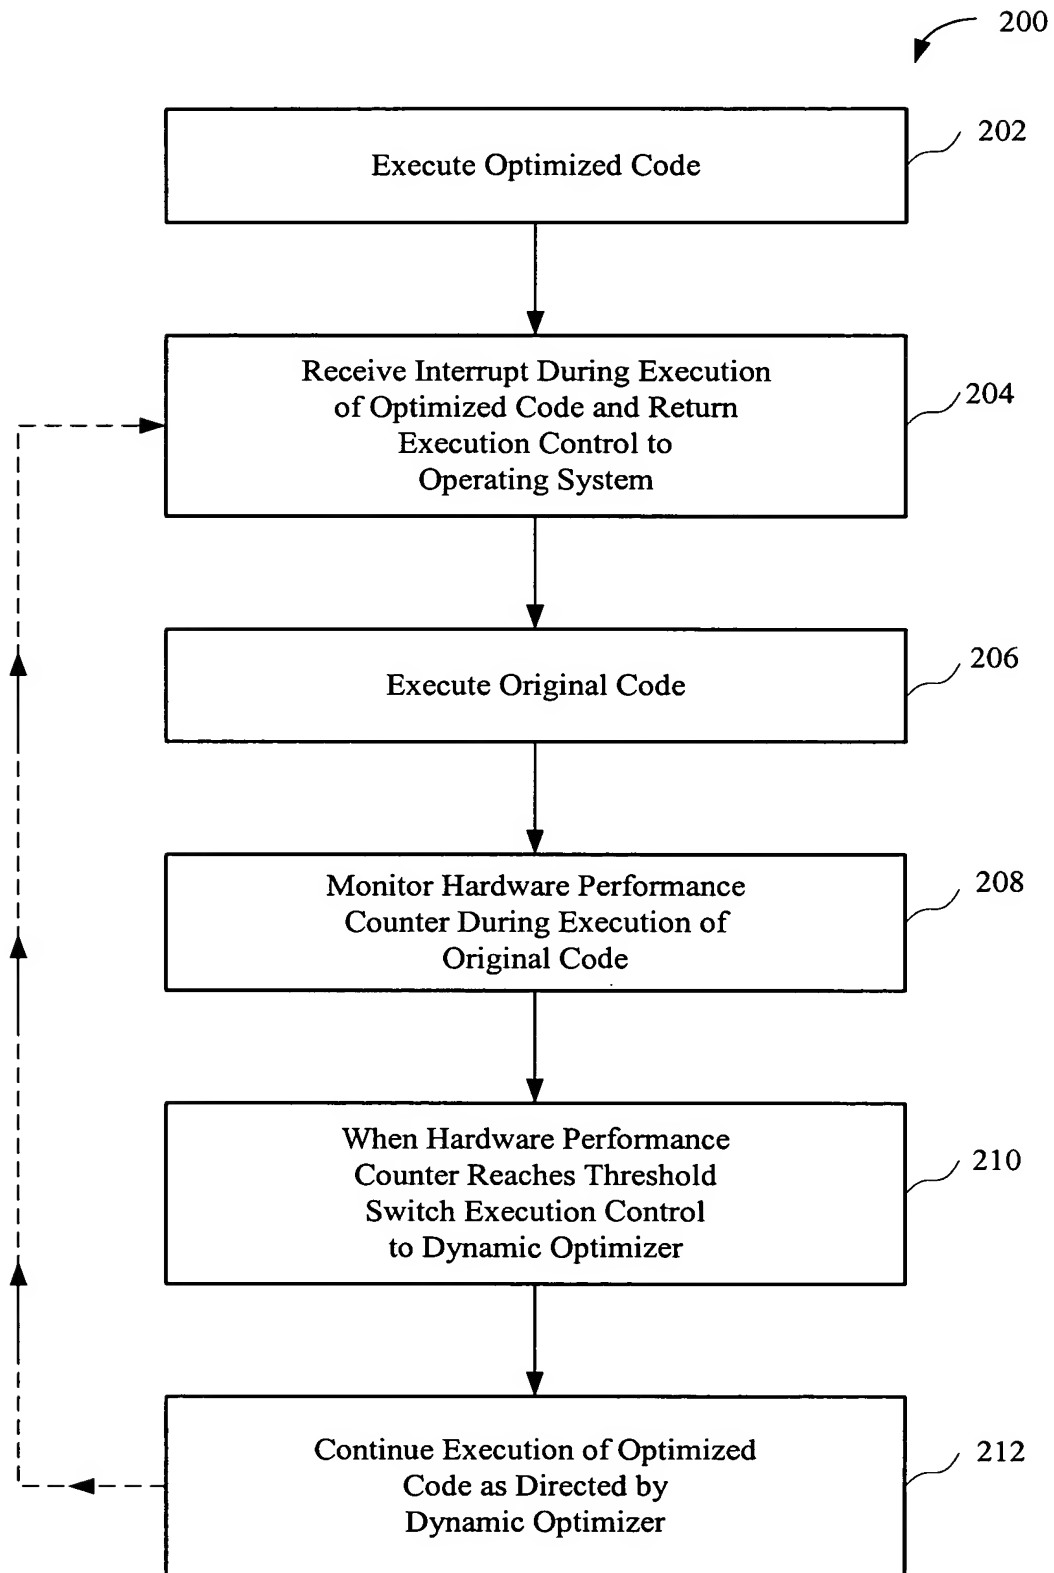 200
Execute Optimized Code
202
Receive Interrupt During Execution
of Optimized Code and Return
Execution Control to
Operating System
204
Execute Original Code
206
Monitor Hardware Performance
Counter During Execution of
Original Code
208
When Hardware Performance
Counter Reaches Threshold
Switch Execution Control
to Dynamic Optimizer
210
Continue Execution of Optimized
Code as Directed by
Dynamic Optimizer
212